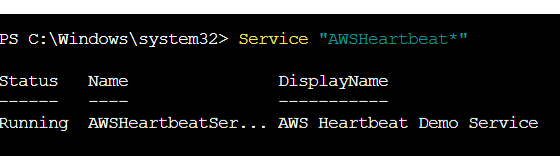 PS C:\Windows\system32> Service "AWSHeartbeat*"
Status   Name               DisplayName
------   ----               -----------
Running  AWSHeartbeatSer... AWS Heartbeat Demo Service